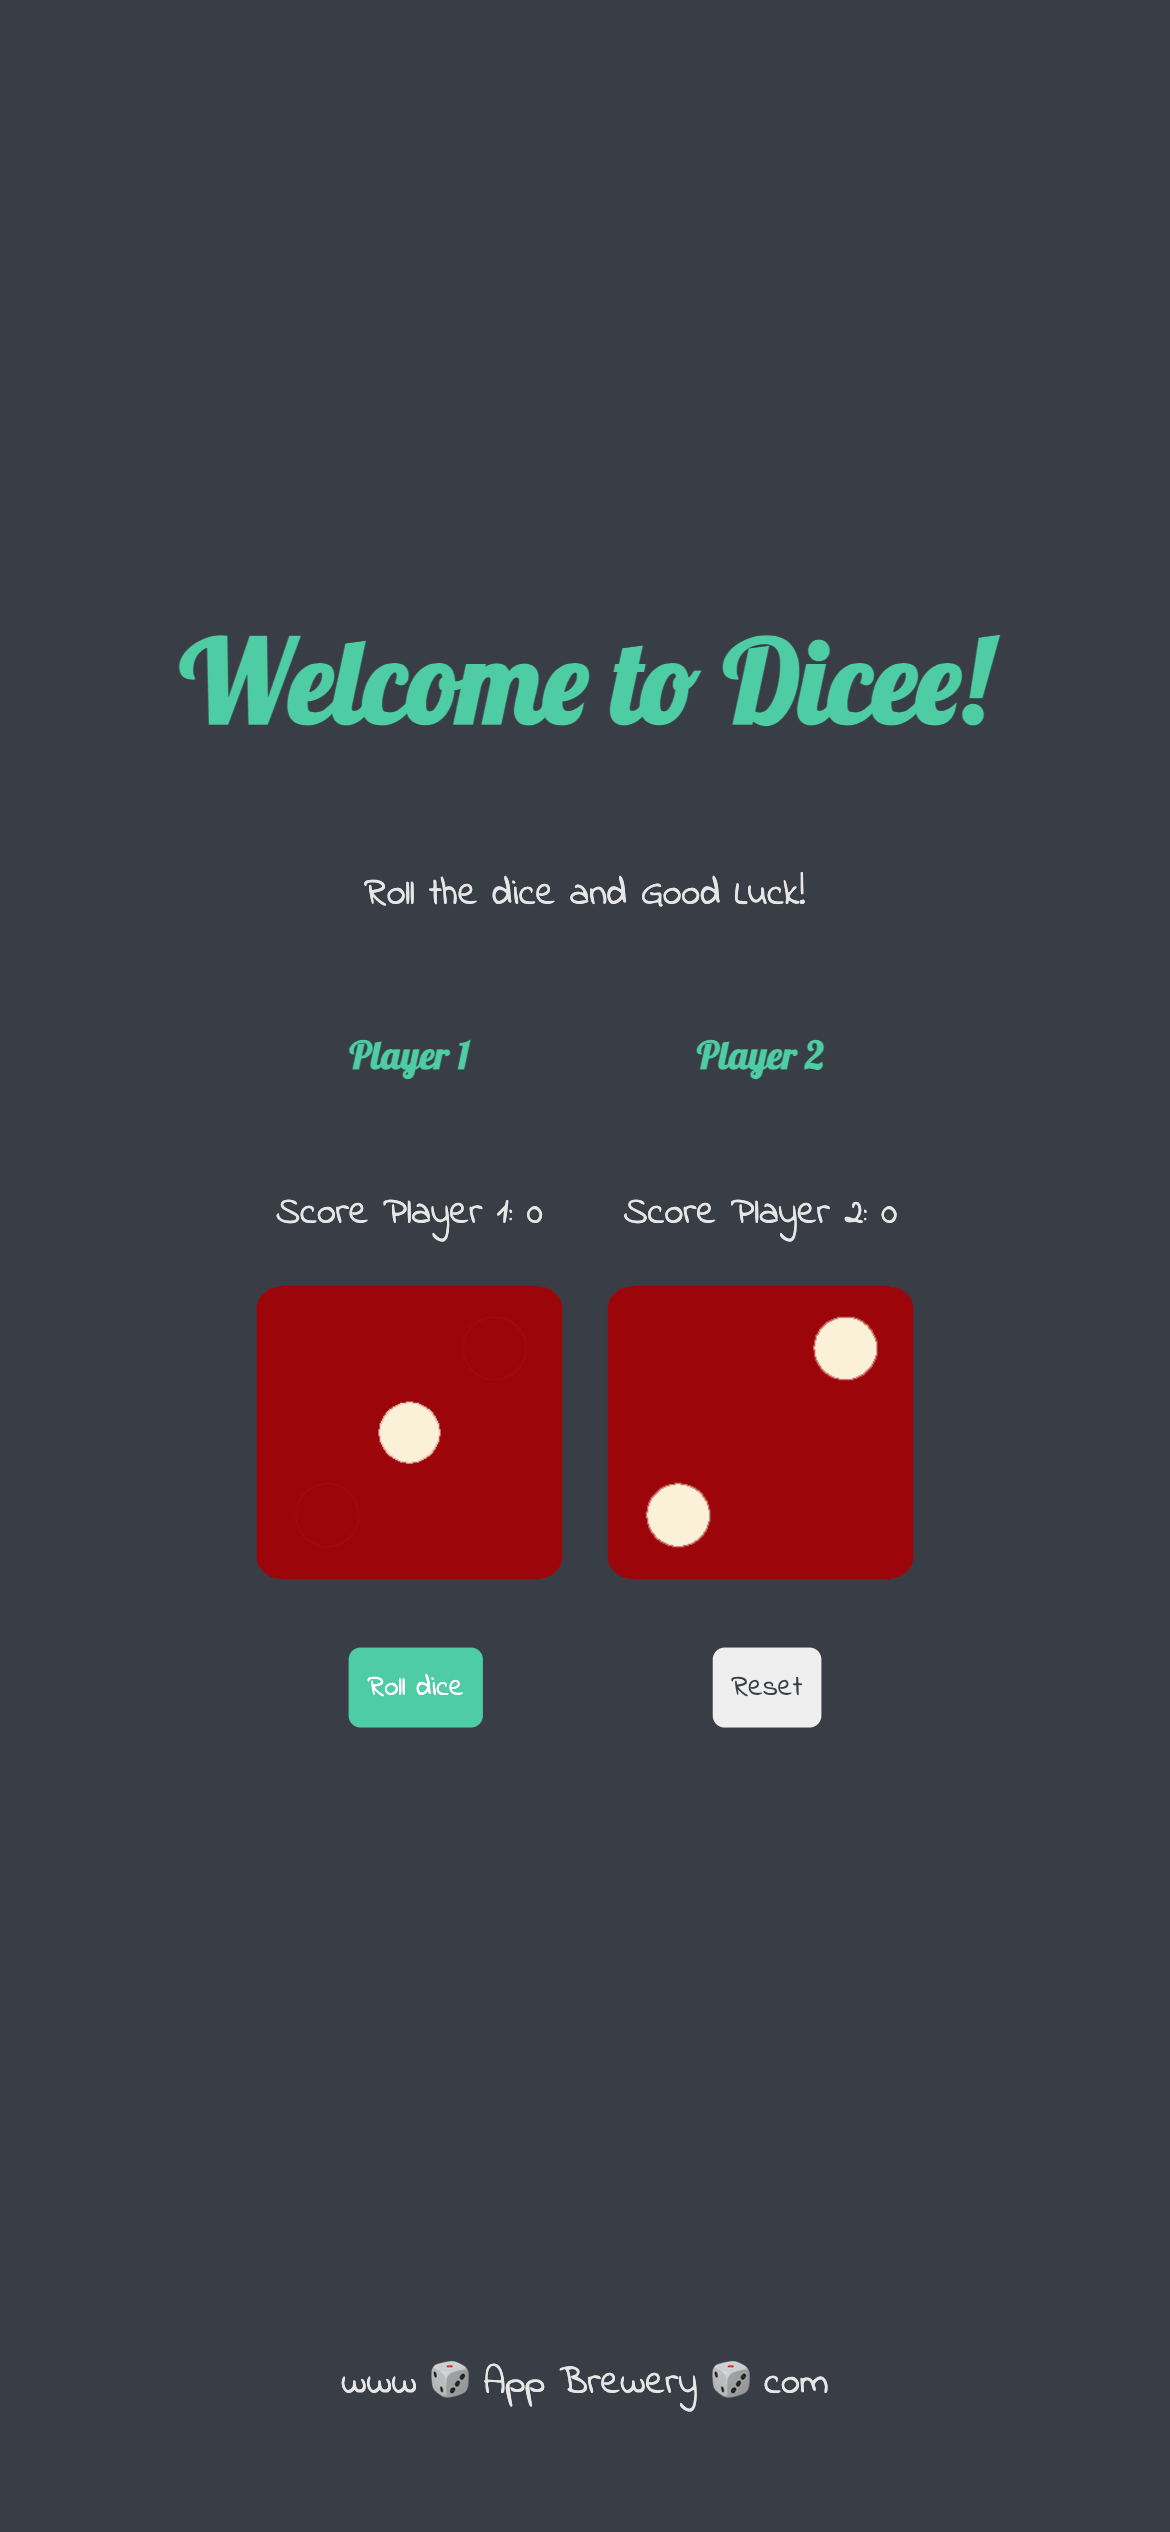 Welcome to Dicee!
Roll the dice and Good Luck!
Player 1
Player 2
Score Player 1: 0
Score Player 2: 0
Roll dice
Reset
www 🎲 App Brewery 🎲 com